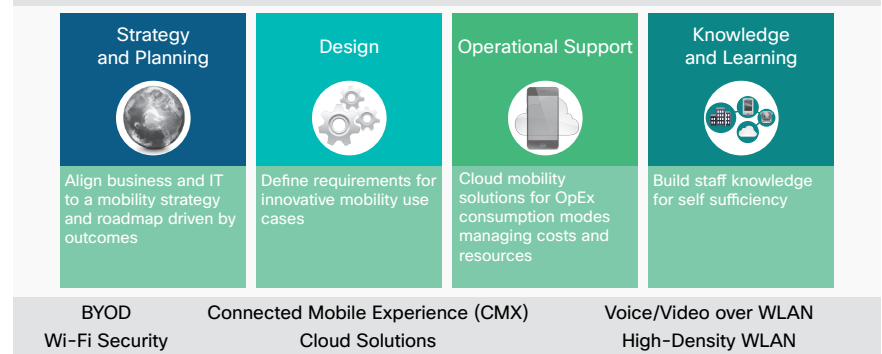 Strategy
and Planning
Design
Operational Support
Knowledge
and Learning
Align business and IT
to a mobility strategy
and roadmap driven by
outcomes
Define requirements for
innovative mobility use
cases
Cloud mobility
solutions for OpEx
consumption modes
managing costs and
resources
Build staff knowledge
for self sufficiency
BYOD
Connected Mobile Experience (CMX)
Voice/Video over WLAN
Wi-Fi Security
Cloud Solutions
High-Density WLAN